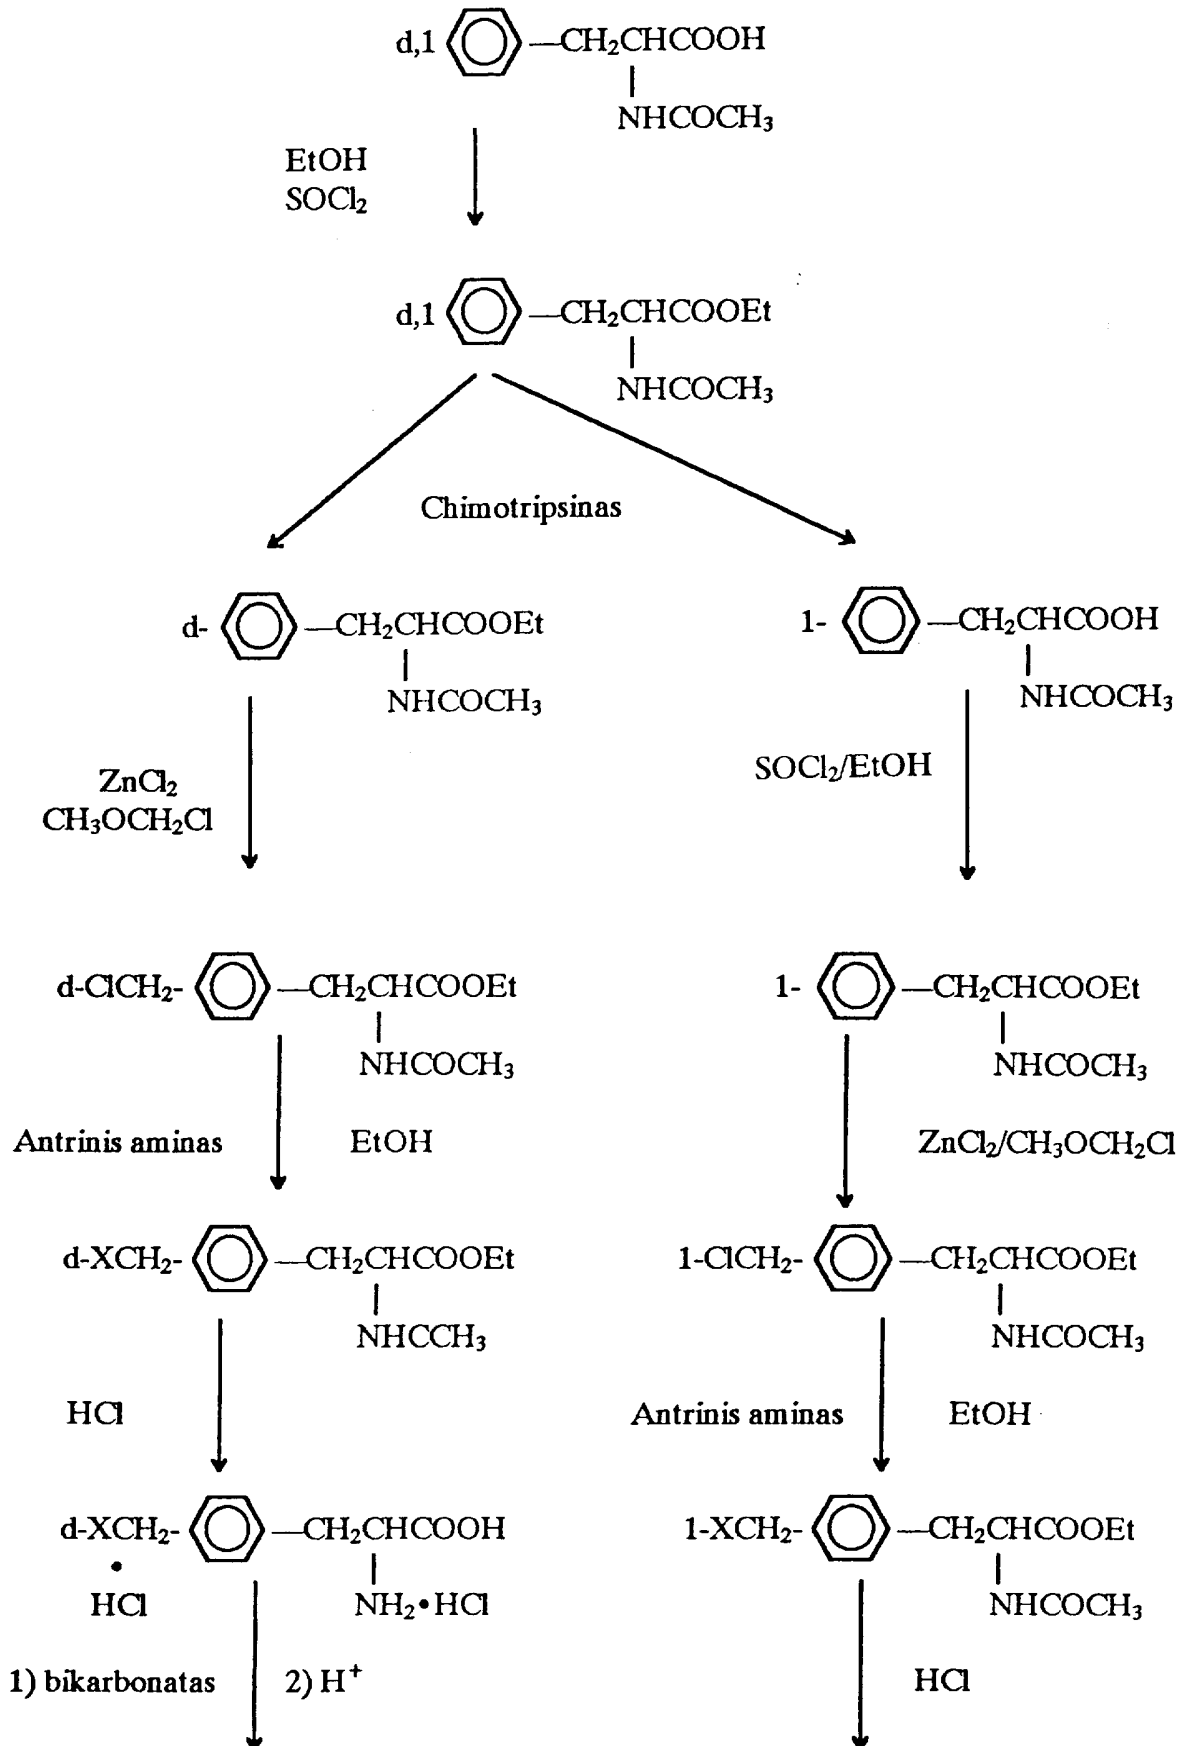 d,1 —CH₂CHCOOH
NHCOCH₃
EtOH
SOCl₂
d,1 —CH₂CHCOOEt
NHCOCH₃
Chimotripsinas
d- —CH₂CHCOOEt
NHCOCH₃
1- —CH₂CHCOOH
NHCOCH₃
ZnCl₂
CH₃OCH₂Cl
SOCl₂/EtOH
d-ClCH₂- —CH₂CHCOOEt
NHCOCH₃
1- —CH₂CHCOOEt
NHCOCH₃
Antrinis aminas EtOH
ZnCl₂/CH₃OCH₂Cl
d-XCH₂- —CH₂CHCOOEt
NHCCH₃
1-ClCH₂- —CH₂CHCOOEt
NHCOCH₃
HCl
Antrinis aminas EtOH
d-XCH₂- —CH₂CHCOOH
•
HCl NH₂•HCl
1-XCH₂- —CH₂CHCOOEt
NHCOCH₃
1) bikarbonatas 2) H⁺
HCl